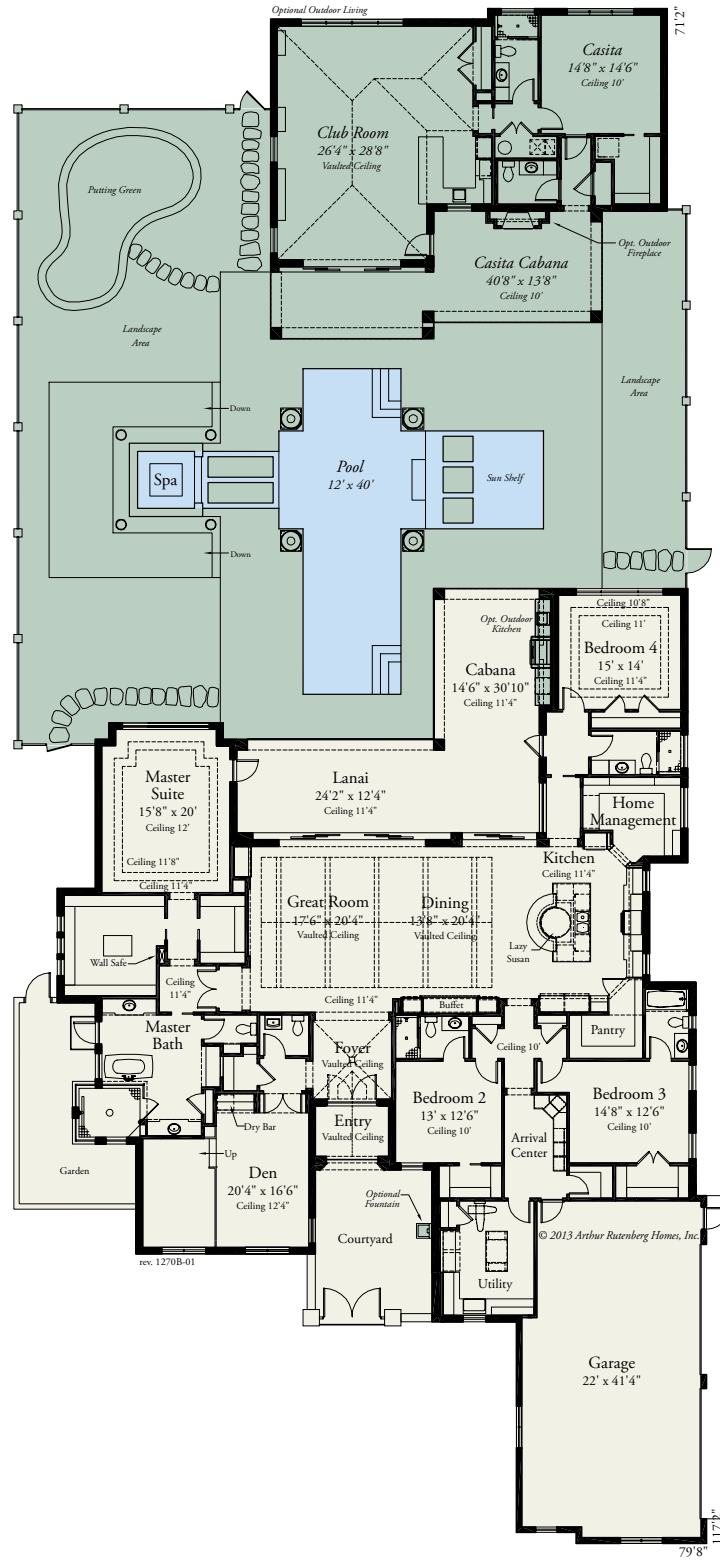 Optional Outdoor Living
71'2"
Casita
14'8" x 14'6"
Ceiling 10'
Club Room
26'4" x 28'8"
Vaulted Ceiling
Putting Green
Opt. Outdoor
Fireplace
Casita Cabana
40'8" x 13'8"
Ceiling 10'
Landscape
Area
Landscape
Area
Down
Spa
Pool
12' x 40'
Sun Shelf
Down
Ceiling 10'8"
Ceiling 11'
Opt. Outdoor
Kitchen
Bedroom 4
15' x 14'
Ceiling 11'4"
Cabana
14'6" x 30'10"
Ceiling 11'4"
Master
Suite
15'8" x 20'
Ceiling 12'
Ceiling 11'8"
Ceiling 11'4"
Lanai
24'2" x 12'4"
Ceiling 11'4"
Home
Management
Kitchen
Ceiling 11'4"
Great Room
17'6" x 20'4"
Vaulted Ceiling
Dining
13'8" x 20'4"
Vaulted Ceiling
Lazy
Susan
Wall Safe
Ceiling
11'4"
Ceiling 11'4"
Buffet
Master
Bath
Foyer
Vaulted Ceiling
Ceiling 10'
Pantry
Bedroom 2
13' x 12'6"
Ceiling 10'
Bedroom 3
14'8" x 12'6"
Ceiling 10'
Entry
Vaulted Ceiling
Dry Bar
Arrival
Center
Up
Garden
Den
20'4" x 16'6"
Ceiling 12'4"
Optional
Fountain
Courtyard
© 2013 Arthur Rutenberg Homes, Inc.
rev. 1270B-01
Utility
Garage
22' x 41'4"
117'2"
79'8"